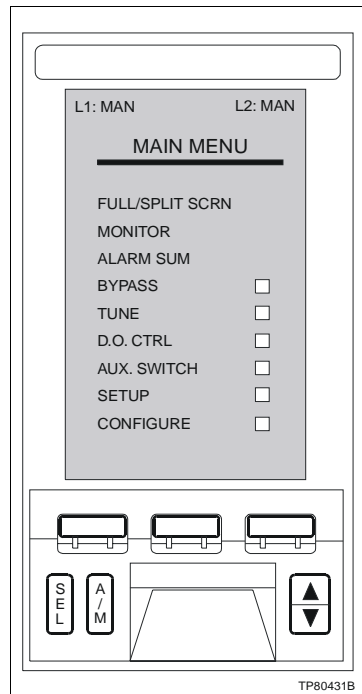 L1: MAN L2: MAN
MAIN MENU
FULL/SPLIT SCRN
MONITOR
ALARM SUM
BYPASS
TUNE
D.O. CTRL
AUX. SWITCH
SETUP
CONFIGURE
SEL A/M
TP80431B